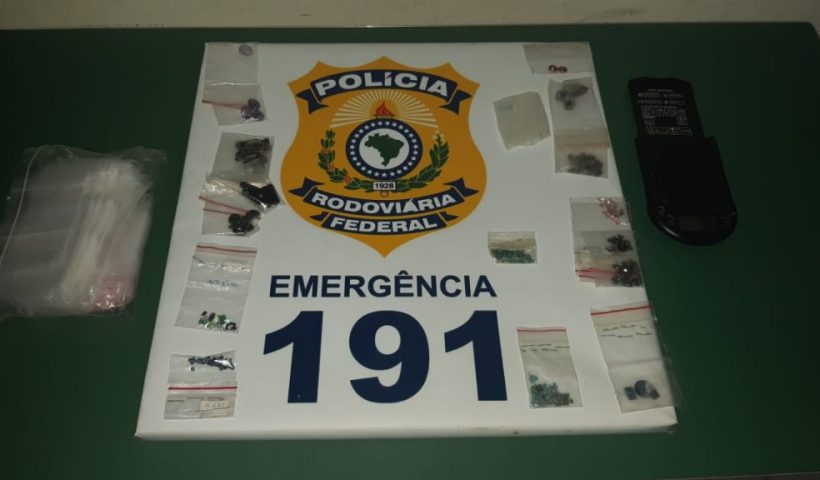 POLÍCIA
1928
RODOVIÁRIA
FEDERAL
EMERGÊNCIA
191